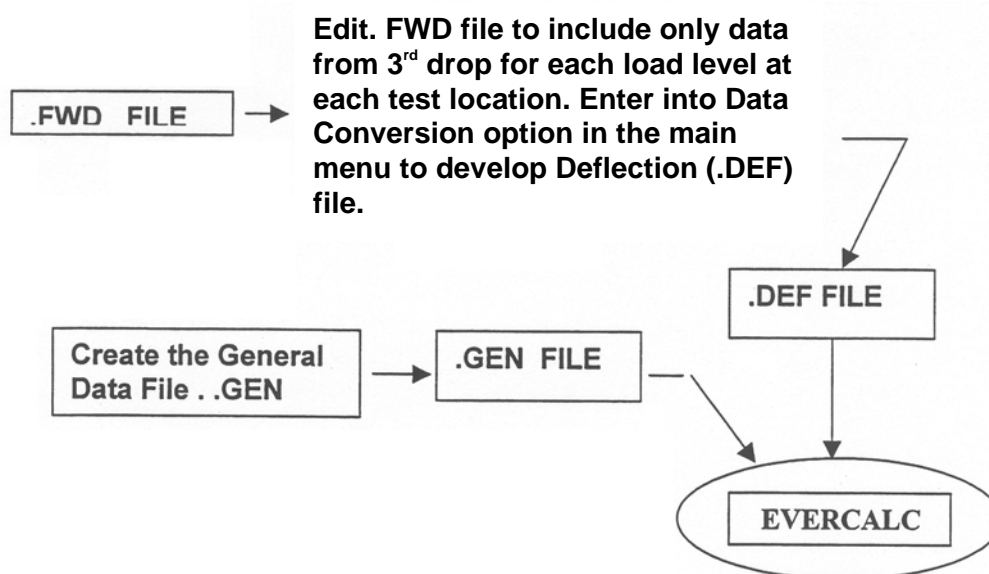 Edit. FWD file to include only data
from 3rd drop for each load level at
each test location. Enter into Data
Conversion option in the main
menu to develop Deflection (.DEF)
file.
.FWD FILE
.DEF FILE
Create the General
Data File . .GEN
.GEN FILE
EVERCALC